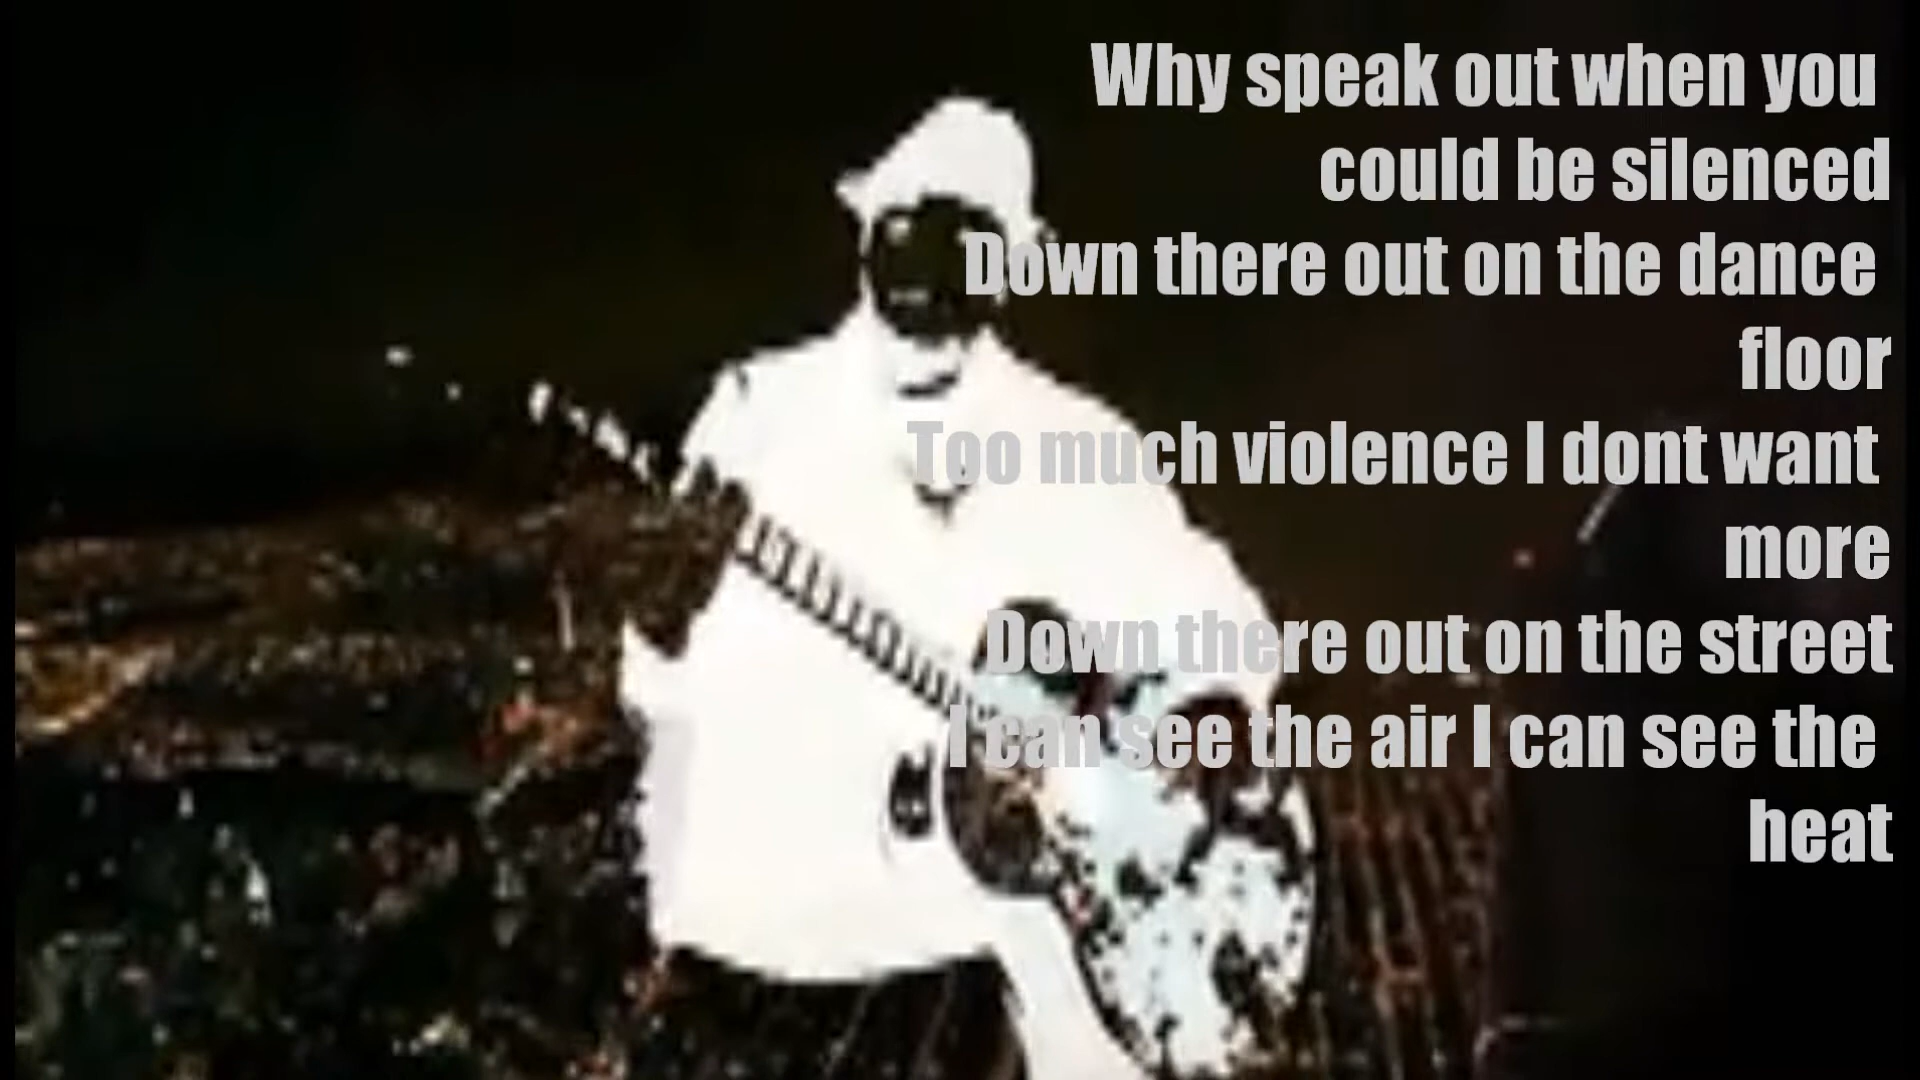 Why speak out when you
could be silenced
Down there out on the dance
floor
Too much violence I dont want
more
Down there out on the street
I can see the air I can see the
heat